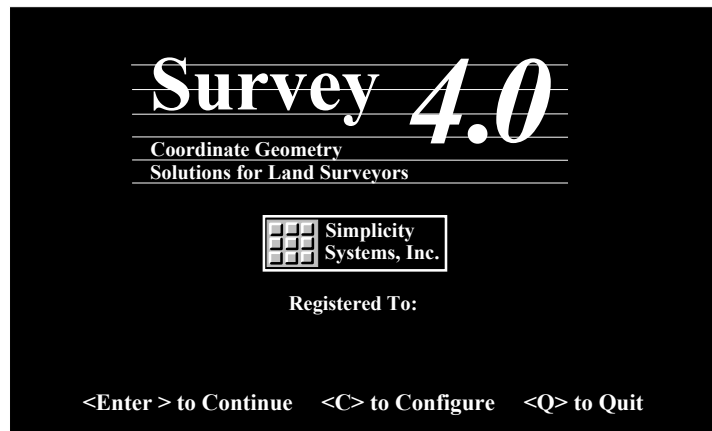 Survey 4.0
Coordinate Geometry
Solutions for Land Surveyors
Simplicity
Systems, Inc.
Registered To:
<Enter > to Continue <C> to Configure <Q> to Quit